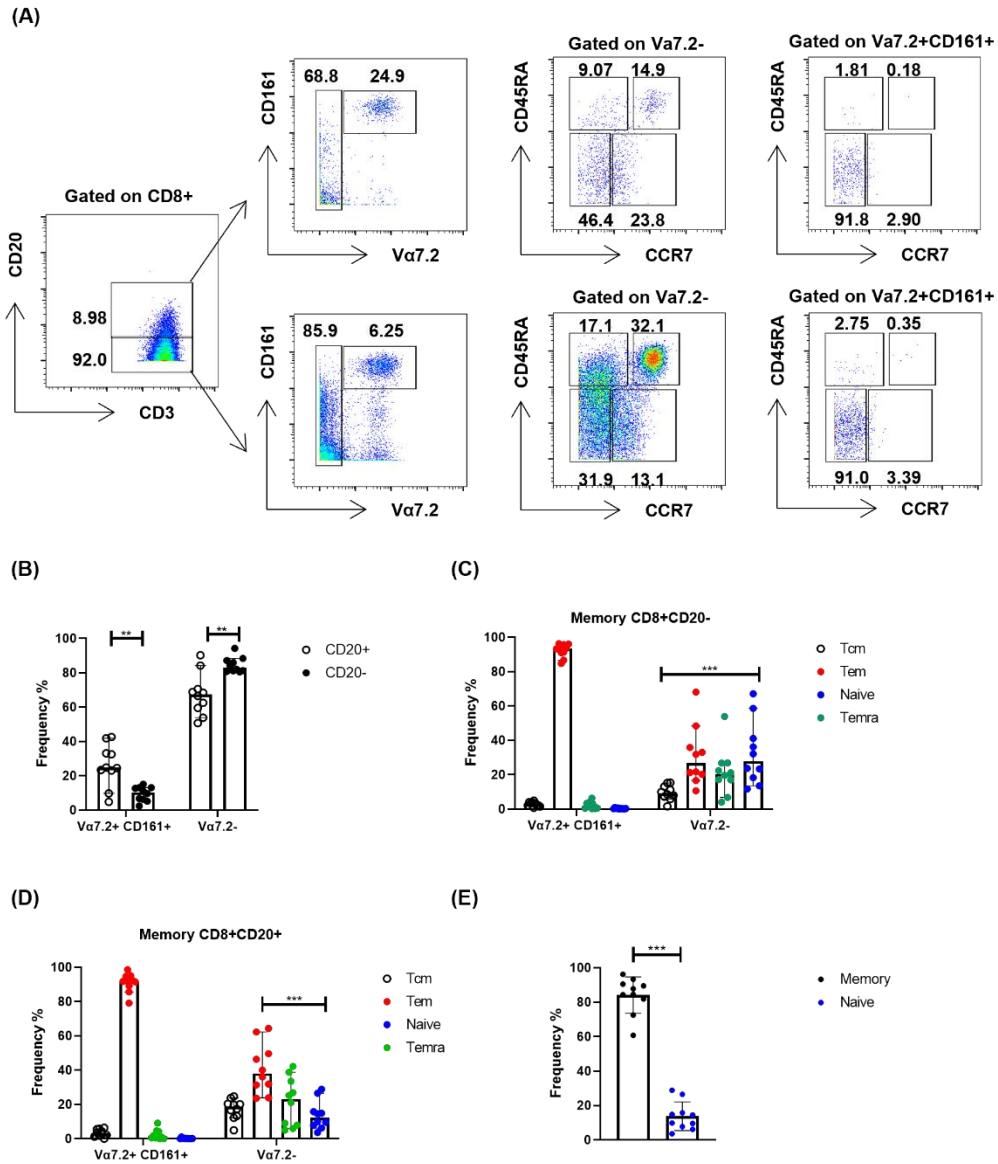 (A)
Gated on CD8+
CD20
8.98
92.0
CD3
68.8 24.9
CD161
Vα7.2
Gated on Va7.2-
9.07 14.9
CD45RA
46.4 23.8
CCR7
Gated on Va7.2+CD161+
1.81 0.18
CD45RA
91.8 2.90
CCR7
85.9 6.25
CD161
Vα7.2
Gated on Va7.2-
17.1 32.1
CD45RA
31.9 13.1
CCR7
Gated on Va7.2+CD161+
2.75 0.35
CD45RA
91.0 3.39
CCR7
(B)
Frequency %
100
80
60
40
20
0
**
**
CD20+
CD20-
Vα7.2+ CD161+ Vα7.2-
(C)
Memory CD8+CD20-
Frequency %
100
80
60
40
20
0
***
Tcm
Tem
Naive
Temra
Vα7.2+ CD161+ Vα7.2-
(D)
Memory CD8+CD20+
Frequency %
100
80
60
40
20
0
***
Tcm
Tem
Naive
Temra
Vα7.2+ CD161+ Vα7.2-
(E)
Frequency %
100
80
60
40
20
0
***
Memory
Naive